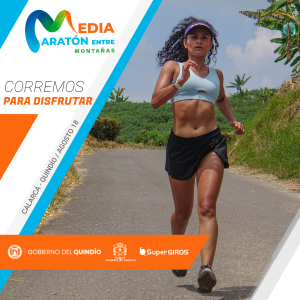 MEDIA
MARATÓN ENTRE
MONTAÑAS
CORREMOS
PARA DISFRUTAR
CALARCÁ - QUINDÍO / AGOSTO 18
GOBIERNO DEL QUINDÍO
SuperGIROS